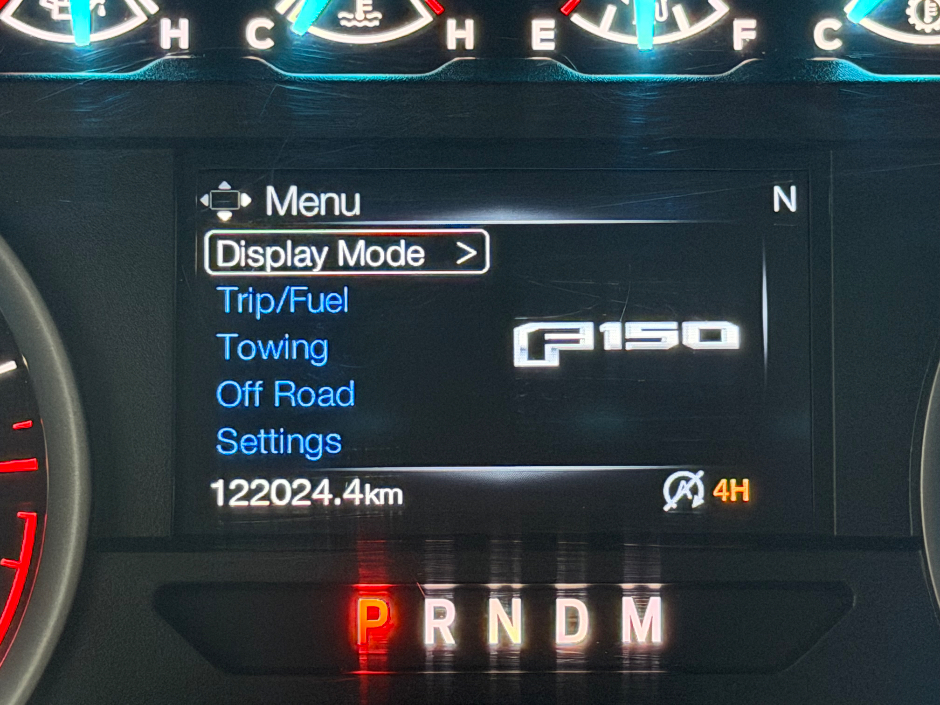 H C H E F C
Menu N
Display Mode >
Trip/Fuel
F150
Towing
Off Road
Settings
122024.4km A 4H
P R N D M